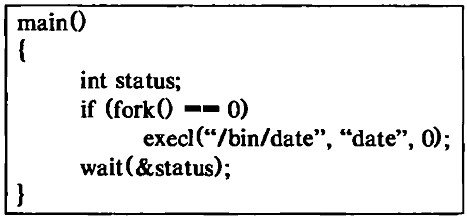 main()
{
int status;
if (fork() == 0)
execl(“/bin/date”, “date”, 0);
wait(&status);
}